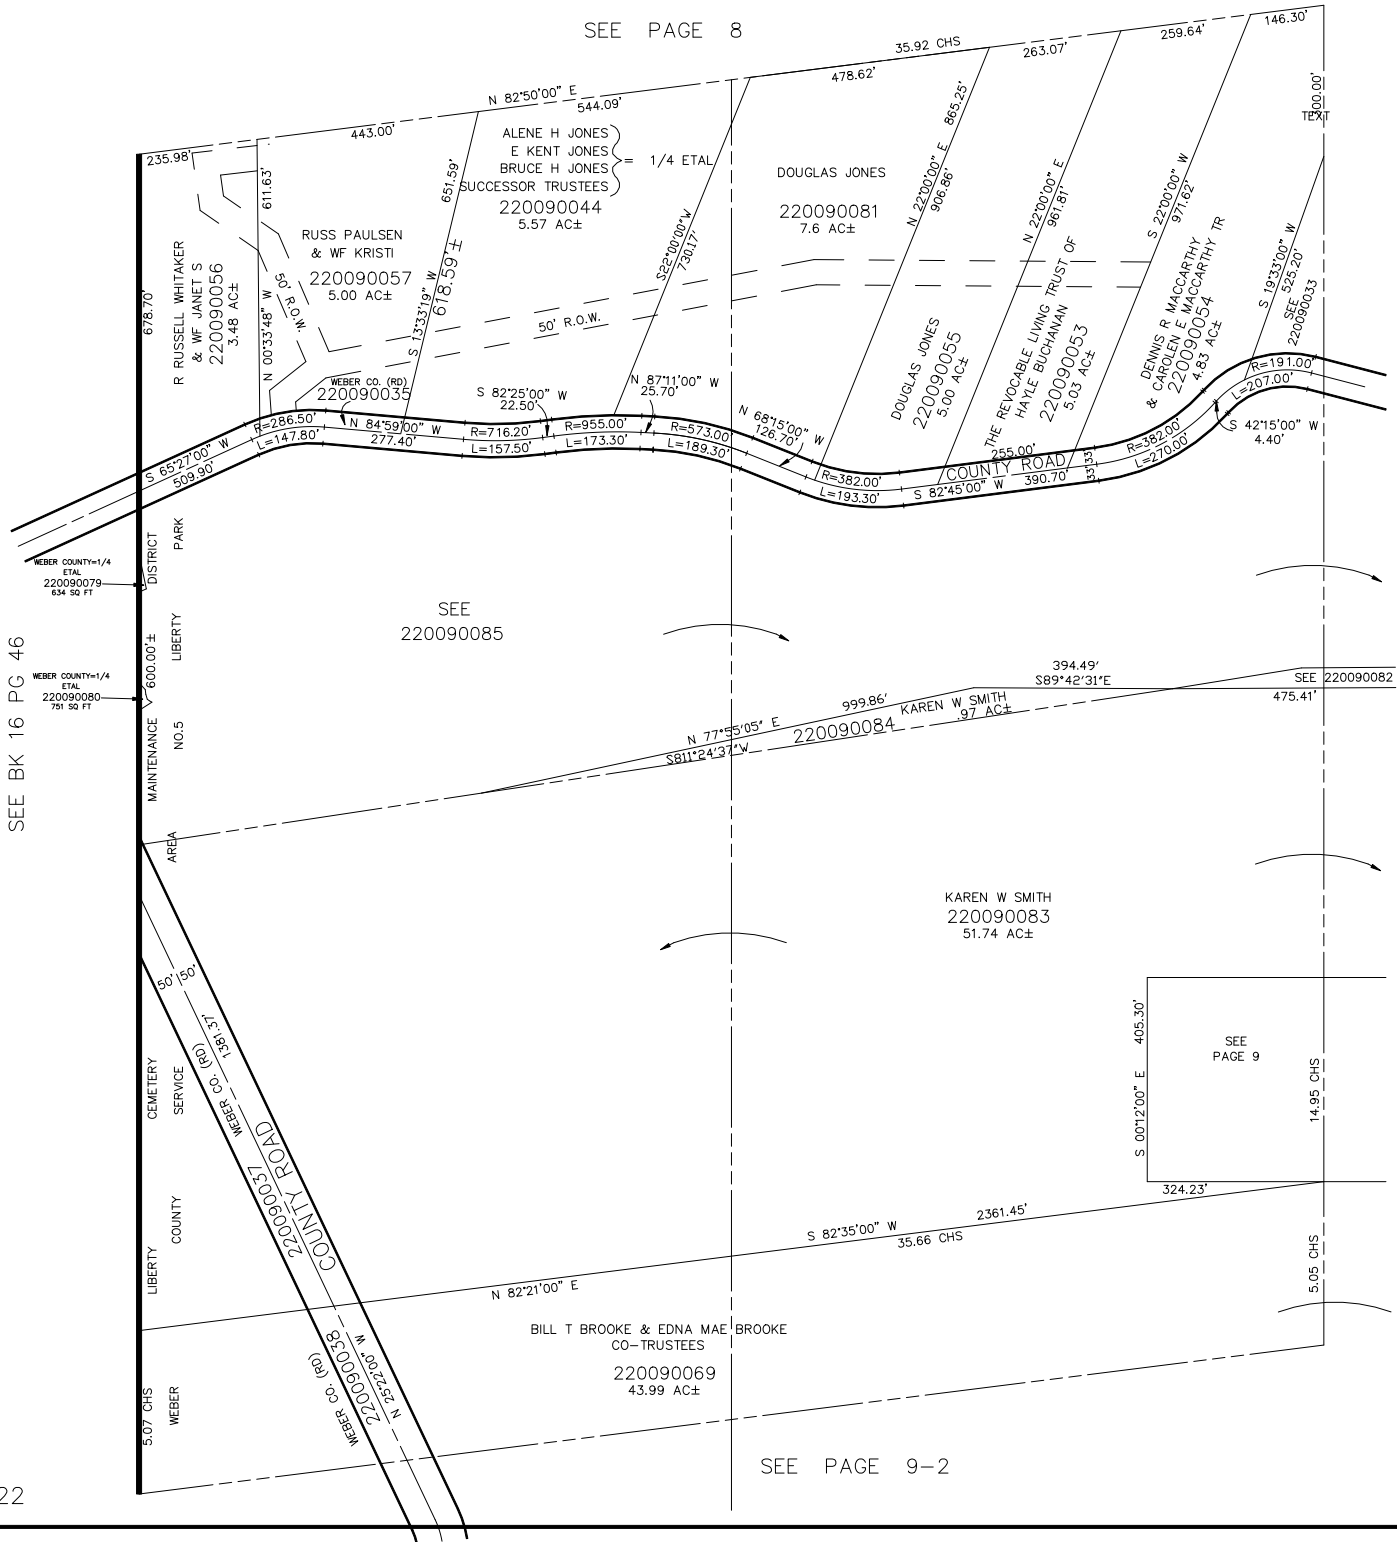 SEE PAGE 8
35.92 CHS
146.30'
259.64'
263.07'
478.62'
N 82°50'00" E
544.09'
443.00'
235.98'
300.00'
TEXT
ALENE H JONES
E KENT JONES
BRUCE H JONES
SUCCESSOR TRUSTEES
= 1/4 ETAL
220090044
5.57 AC±
DOUGLAS JONES
220090081
7.6 AC±
RUSS PAULSEN
& WF KRISTI
220090057
5.00 AC±
R RUSSELL WHITAKER
& WF JANET S
220090056
3.48 AC±
678.70'
611.63'
N 00°33'48" W
50' R.O.W.
651.59'
S 13°33'19" W
618.59'±
S22°00'00"W
730.17'
50' R.O.W.
865.25'
N 22°00'00" E
906.86'
N 22°00'00" E
961.81'
S 22°00'00" W
971.62'
S 19°33'00" W
525.20'
SEE
220090033
DOUGLAS JONES
220090055
5.00 AC±
THE REVOCABLE LIVING TRUST OF
HAYLE BUCHANAN
220090053
5.03 AC±
DENNIS R MACCARTHY
& CAROLEN E MACCARTHY TR
220090054
4.83 AC±
WEBER CO. (RD)
220090035
S 82°25'00" W
22.50'
N 87°11'00" W
25.70'
N 68°15'00" W
126.70'
S 65°27'00" W
509.90'
R=286.50'
L=147.80'
N 84°59'00" W
277.40'
R=716.20'
L=157.50'
R=955.00'
L=173.30'
R=573.00'
L=189.30'
R=382.00'
L=193.30'
255.00'
COUNTY ROAD
S 82°45'00" W 390.70'
33'33'
R=382.00'
L=270.00'
R=191.00'
L=207.00'
S 42°15'00" W
4.40'
WEBER COUNTY=1/4
ETAL
220090079
634 SQ FT
WEBER COUNTY=1/4
ETAL
220090080
751 SQ FT
SEE BK 16 PG 46
600.00'±
LIBERTY CEMETERY MAINTENANCE DISTRICT
WEBER COUNTY SERVICE AREA NO.5 LIBERTY PARK
SEE
220090085
394.49'
S89°42'31"E
SEE 220090082
475.41'
999.86'
N 77°55'05" E
KAREN W SMITH
.97 AC±
220090084
S811°24'37"W
KAREN W SMITH
220090083
51.74 AC±
50' 50'
1381.37'
WEBER CO. (RD)
220090037
COUNTY ROAD
SEE
PAGE 9
405.30'
S 00°12'00" E
14.95 CHS
324.23'
2361.45'
S 82°35'00" W
35.66 CHS
N 82°21'00" E
5.05 CHS
BILL T BROOKE & EDNA MAE BROOKE
CO-TRUSTEES
220090069
43.99 AC±
WEBER CO. (RD)
220090038
N 25°22'00" W
5.07 CHS
SEE PAGE 9-2
22